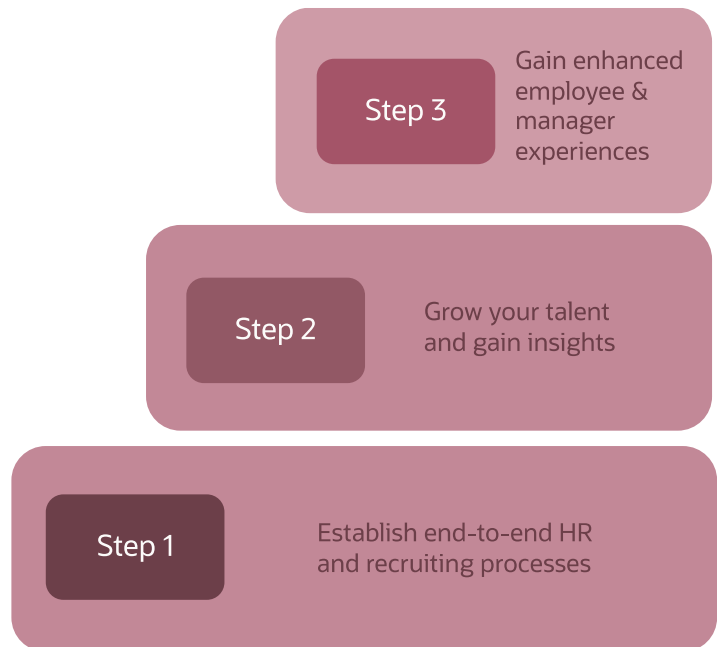 Step 3
Gain enhanced
employee &
manager
experiences
Step 2
Grow your talent
and gain insights
Step 1
Establish end-to-end HR
and recruiting processes